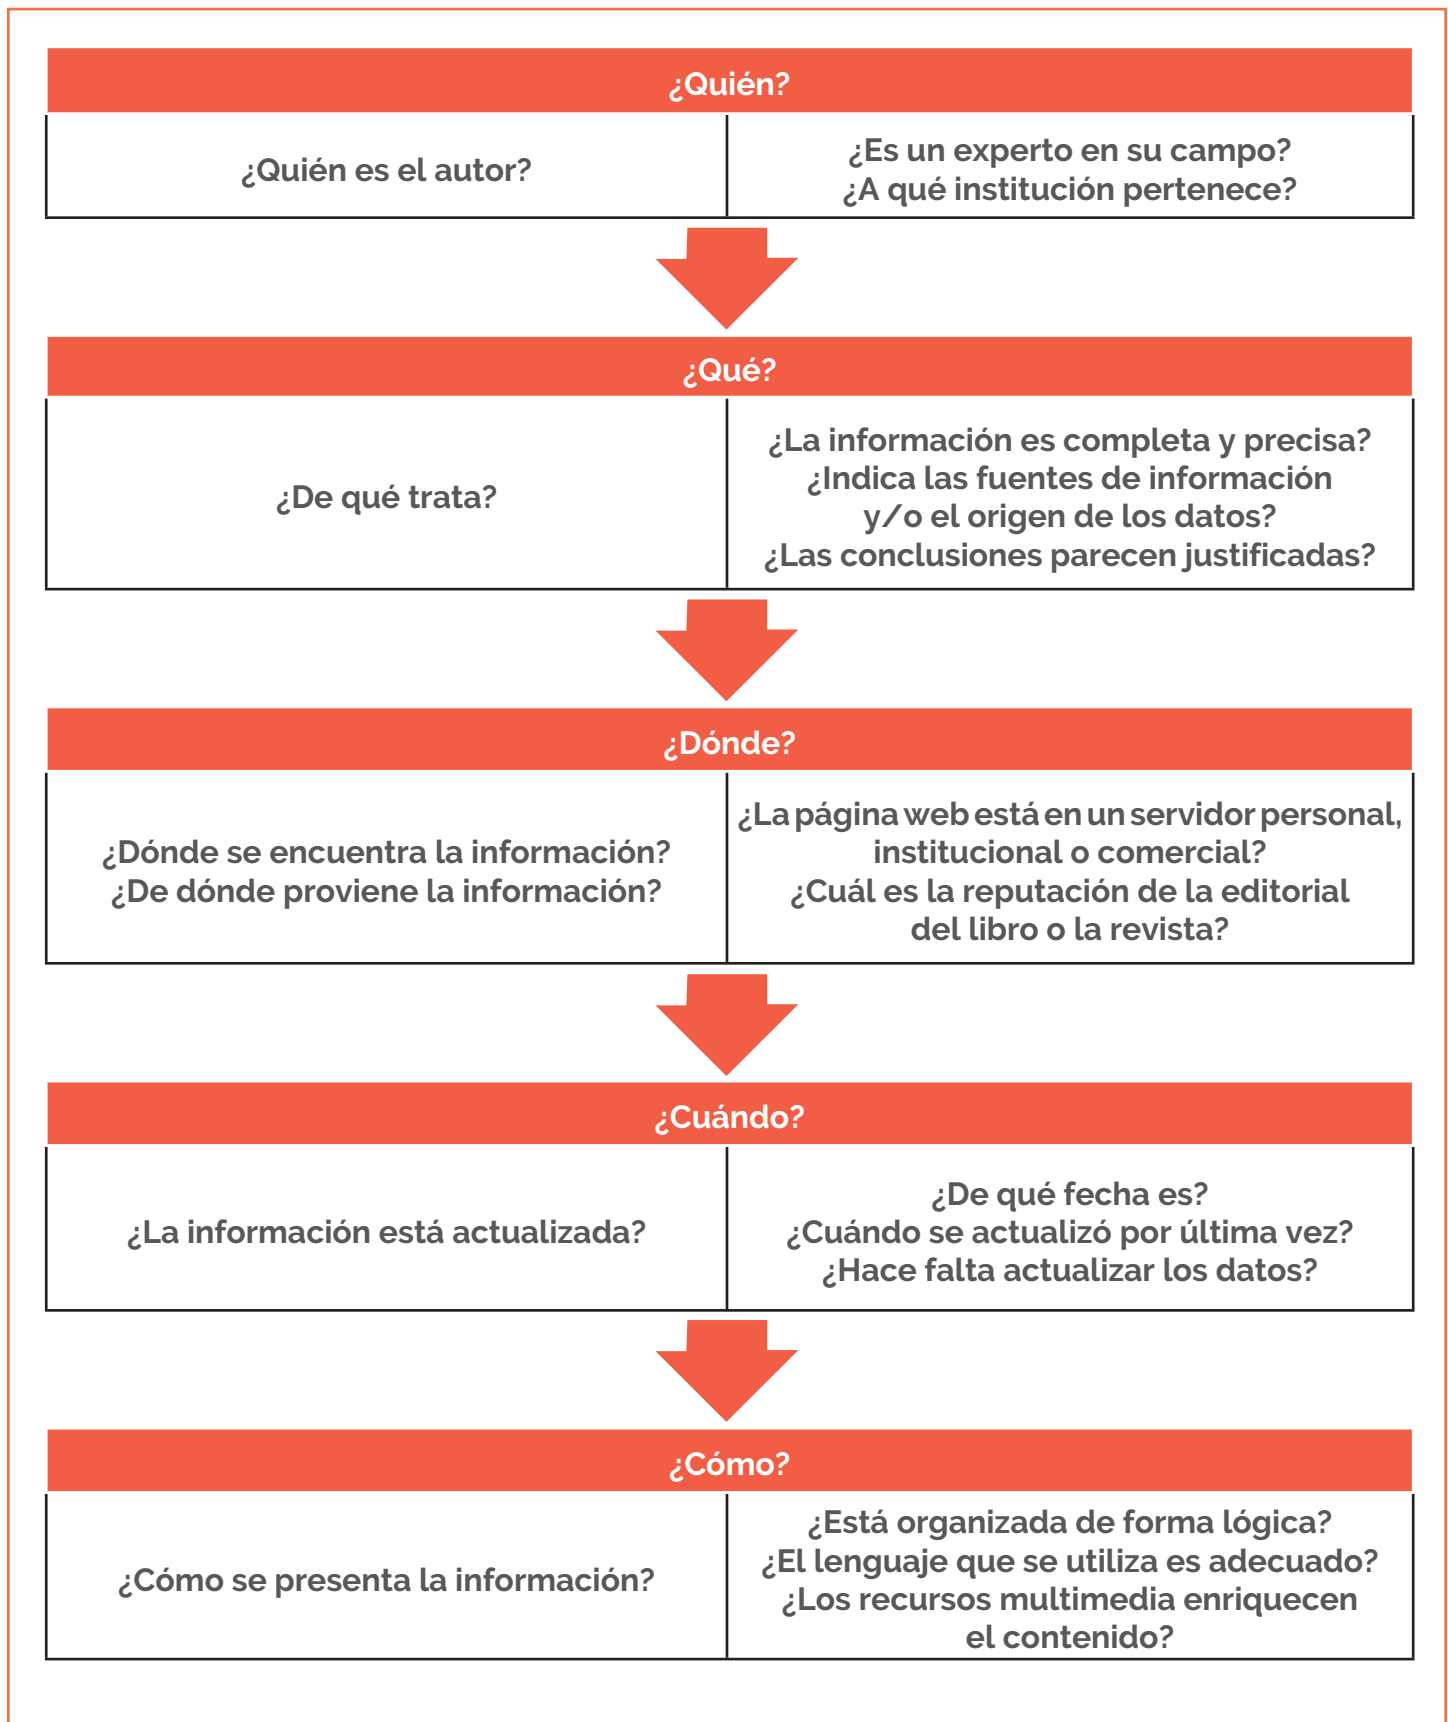 ¿Quién?
¿Quién es el autor?
¿Es un experto en su campo?
¿A qué institución pertenece?
¿Qué?
¿De qué trata?
¿La información es completa y precisa?
¿Indica las fuentes de información
y/o el origen de los datos?
¿Las conclusiones parecen justificadas?
¿Dónde?
¿Dónde se encuentra la información?
¿De dónde proviene la información?
¿La página web está en un servidor personal,
institucional o comercial?
¿Cuál es la reputación de la editorial
del libro o la revista?
¿Cuándo?
¿La información está actualizada?
¿De qué fecha es?
¿Cuándo se actualizó por última vez?
¿Hace falta actualizar los datos?
¿Cómo?
¿Cómo se presenta la información?
¿Está organizada de forma lógica?
¿El lenguaje que se utiliza es adecuado?
¿Los recursos multimedia enriquecen
el contenido?